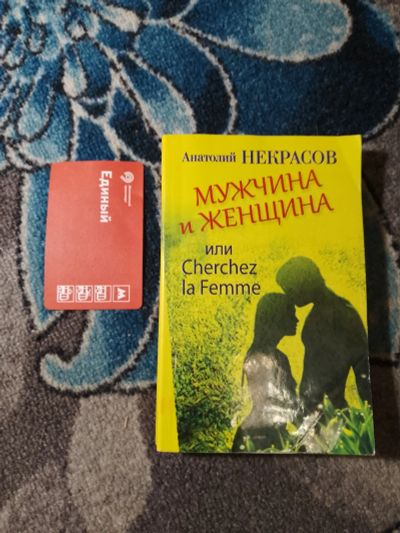 Единый
М
Анатолий НЕКРАСОВ
МУЖЧИНА
и ЖЕНЩИНА
или
Cherchez
la Femme